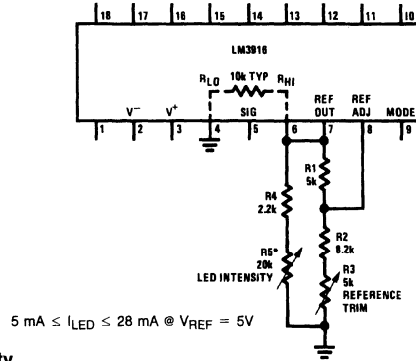 18 17 16 15 14 13 12 11 10
LM3916
RLO 10k TYP RHI
V− V+ SIG REF OUT REF ADJ MODE
1 2 3 4 5 6 7 8 9
R1
5k
R4
2.2k
R2
8.2k
R5*
20k
LED INTENSITY
R3
5k
REFERENCE
TRIM
5 mA ≤ ILED ≤ 28 mA @ VREF = 5V